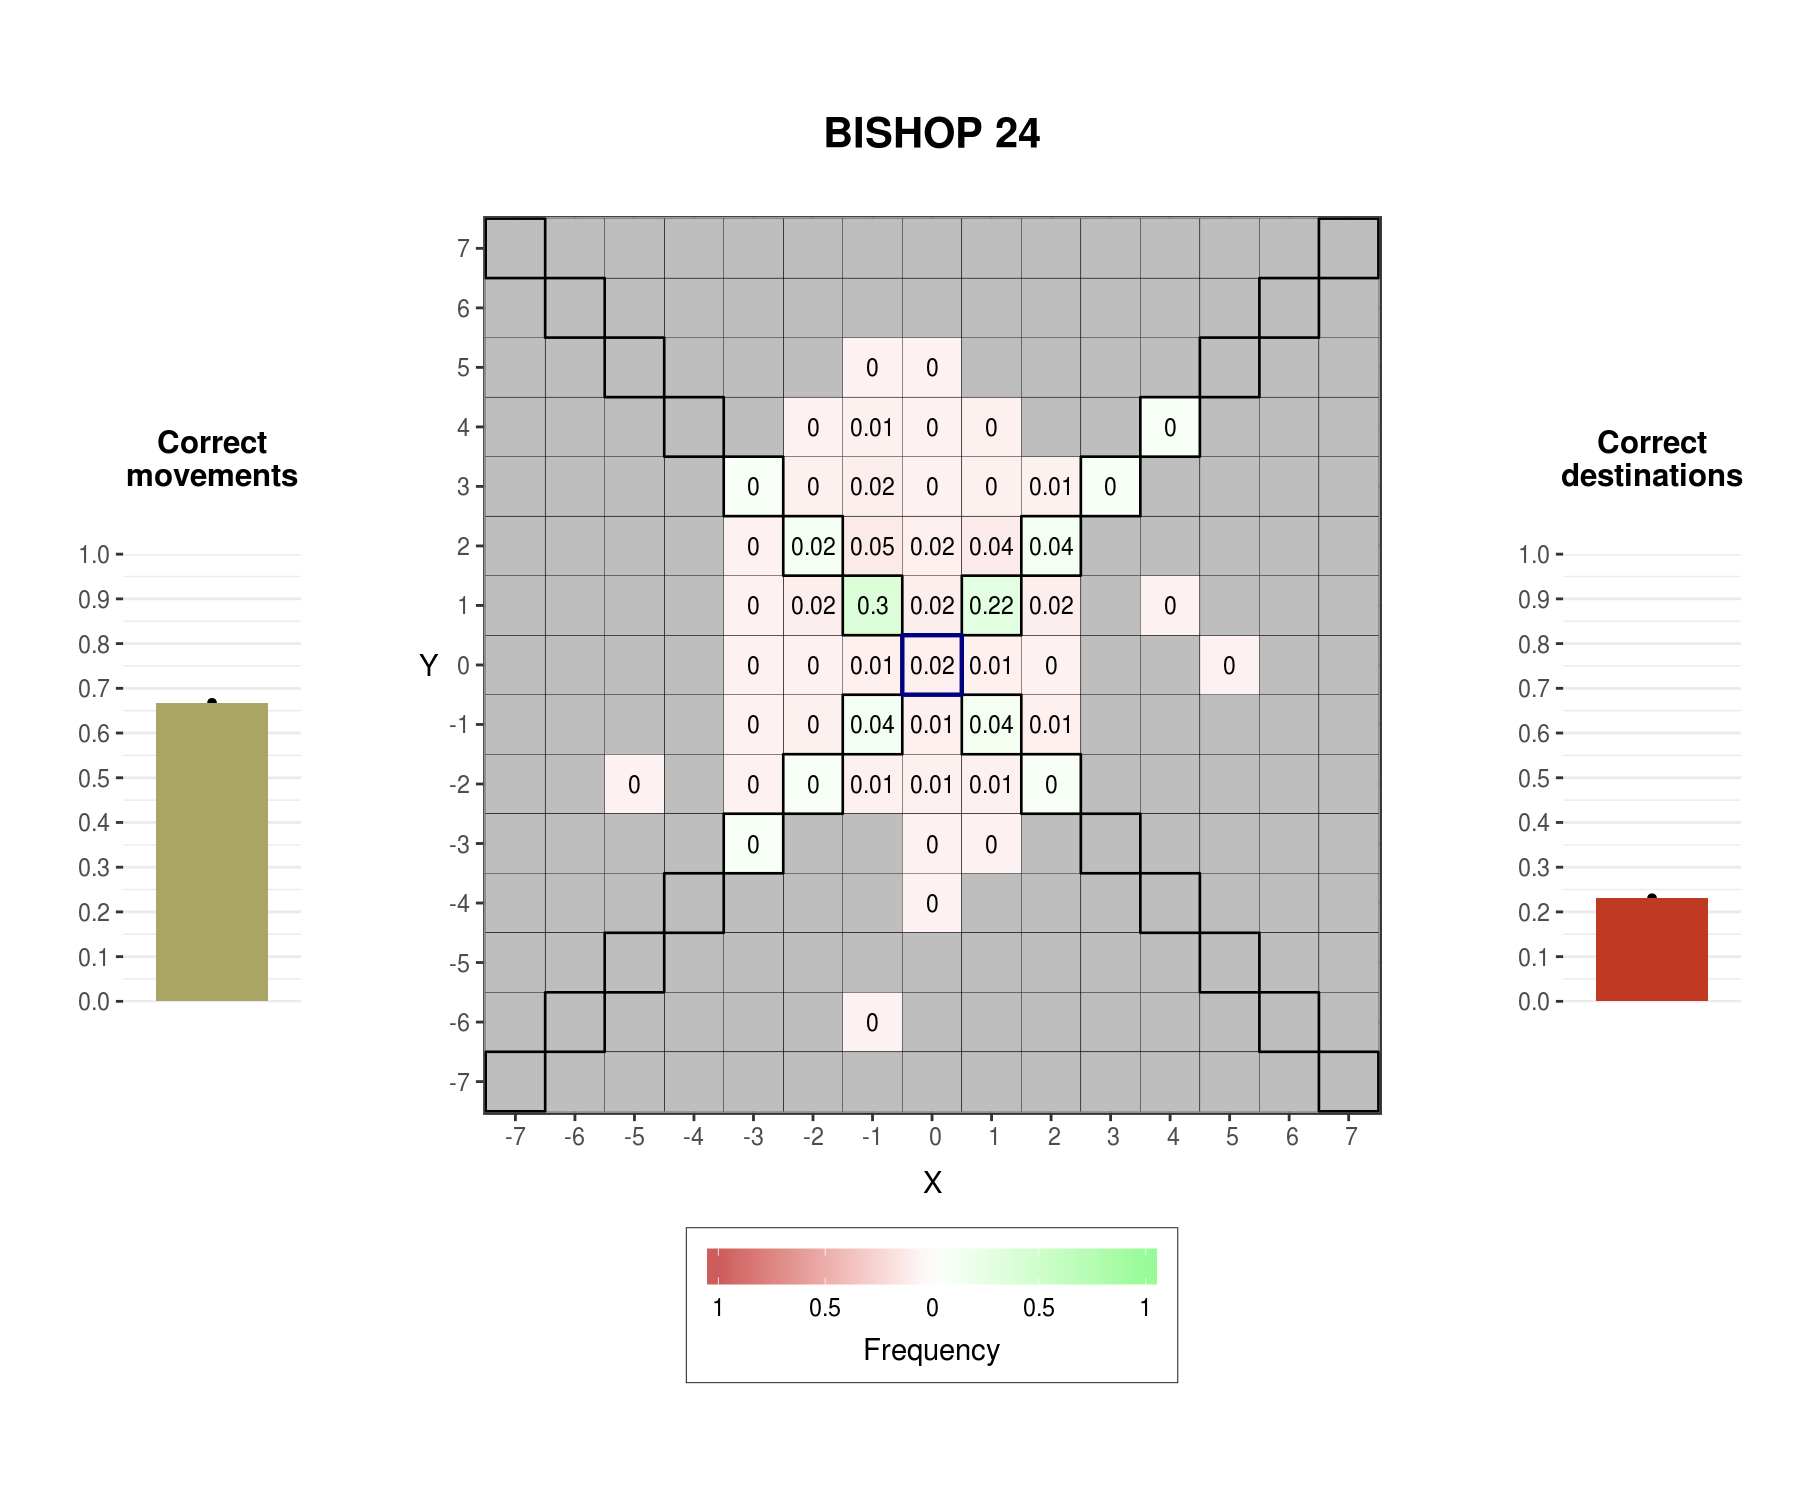 BISHOP 24
Correct
movements
1.0
0.9
0.8
0.7
0.6
0.5
0.4
0.3
0.2
0.1
0.0
Y
7
6
5 0 0
4 0 0.01 0 0 0
3 0 0 0.02 0 0 0.01 0
2 0 0.02 0.05 0.02 0.04 0.04
1 0 0.02 0.3 0.02 0.22 0.02 0
0 0 0 0.01 0.02 0.01 0 0
-1 0 0 0.04 0.01 0.04 0.01
-2 0 0 0 0.01 0.01 0.01 0
-3 0 0 0
-4 0
-5
-6 0
-7
-7 -6 -5 -4 -3 -2 -1 0 1 2 3 4 5 6 7
X
1 0.5 0 0.5 1
Frequency
Correct
destinations
1.0
0.9
0.8
0.7
0.6
0.5
0.4
0.3
0.2
0.1
0.0